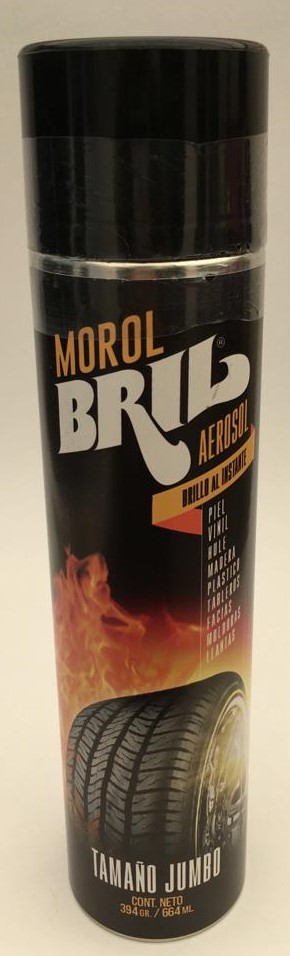 MOROL
BRIL®
AEROSOL
BRILLO AL INSTANTE
PIEL
VINIL
HULE
MADERA
PLASTICO
TABLEROS
FACIAS
MOLDURAS
LLANTAS
TAMAÑO JUMBO
CONT. NETO
394 GR. / 664 ML.